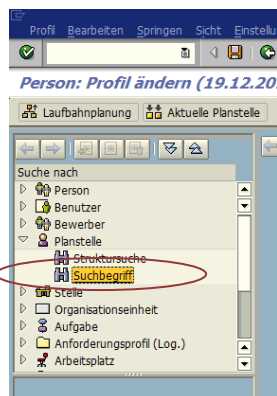 Profil Bearbeiten Springen Sicht Einstellu
Person: Profil ändern (19.12.20
Laufbahnplanung Aktuelle Planstelle
Suche nach
Person
Benutzer
Bewerber
Planstelle
Struktursuche
Suchbegriff
Stelle
Organisationseinheit
Aufgabe
Anforderungsprofil (Log.)
Arbeitsplatz